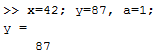 >> x=42; y=87, a=1;
y =
    87